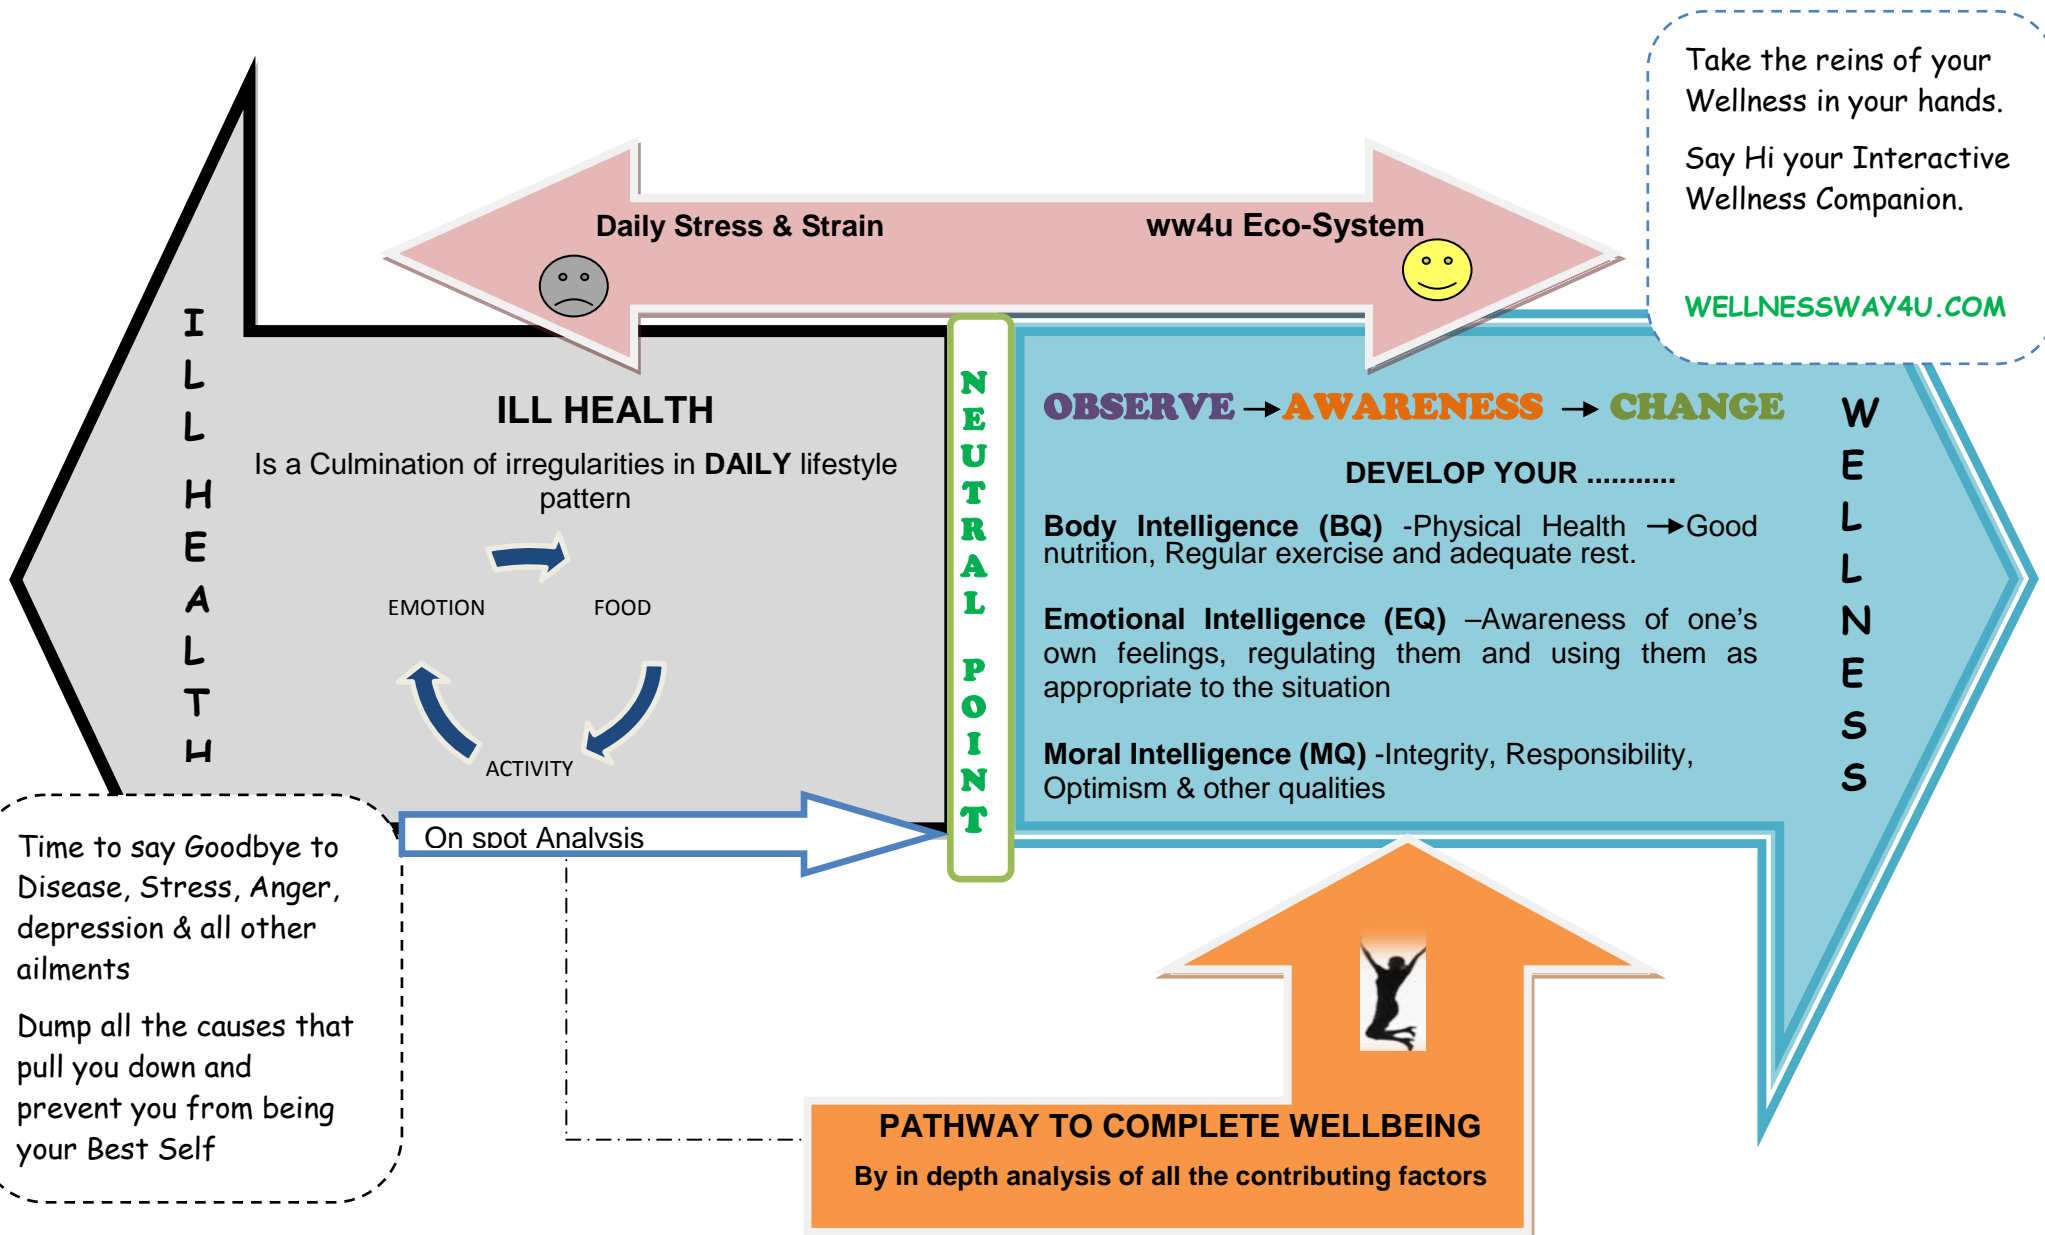 Take the reins of your
Wellness in your hands.
Say Hi your Interactive
Wellness Companion.
WELLNESSWAY4U.COM
Daily Stress & Strain
ww4u Eco-System
ILL HEALTH
ILL HEALTH
Is a Culmination of irregularities in DAILY lifestyle
pattern
EMOTION
FOOD
ACTIVITY
NEUTRAL POINT
OBSERVE → AWARENESS → CHANGE
DEVELOP YOUR ...........
Body Intelligence (BQ) -Physical Health →Good
nutrition, Regular exercise and adequate rest.
Emotional Intelligence (EQ) –Awareness of one’s
own feelings, regulating them and using them as
appropriate to the situation
Moral Intelligence (MQ) -Integrity, Responsibility,
Optimism & other qualities
WELLNESS
On spot Analysis
Time to say Goodbye to
Disease, Stress, Anger,
depression & all other
ailments
Dump all the causes that
pull you down and
prevent you from being
your Best Self
PATHWAY TO COMPLETE WELLBEING
By in depth analysis of all the contributing factors